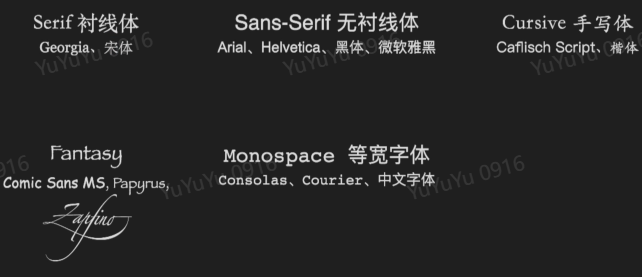 Serif 衬线体
Georgia、宋体
Sans-Serif 无衬线体
Arial、Helvetica、黑体、微软雅黑
Cursive 手写体
Caflisch Script、楷体
Fantasy
Comic Sans MS, Papyrus,
Zapfino
Monospace 等宽字体
Consolas、Courier、中文字体
YuYuYu 0916
YuYuYu 0916
YuYuYu 0916
0916
YuYuYu 0916
YuYuYu 0916